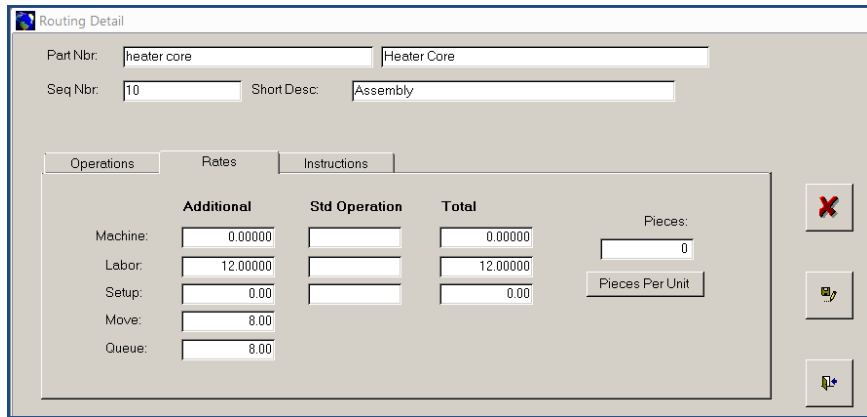 Routing Detail
Part Nbr: heater core Heater Core
Seq Nbr: 10 Short Desc: Assembly
Operations Rates Instructions
Additional Std Operation Total
Pieces:
Machine: 0.00000 0.00000
0
Labor: 12.00000 12.00000
Pieces Per Unit
Setup: 0.00 0.00
Move: 8.00
Queue: 8.00